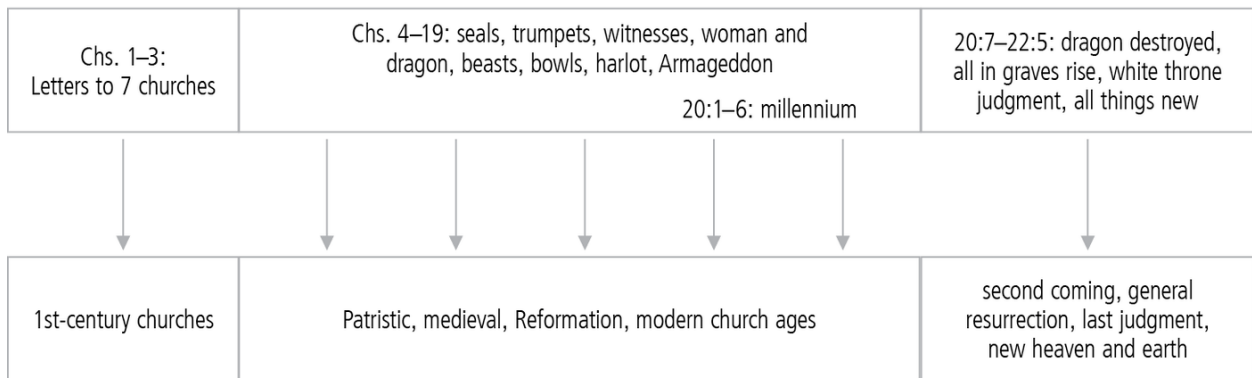 Chs. 1–3:
Letters to 7 churches
Chs. 4–19: seals, trumpets, witnesses, woman and
dragon, beasts, bowls, harlot, Armageddon
20:1–6: millennium
20:7–22:5: dragon destroyed,
all in graves rise, white throne
judgment, all things new
1st-century churches
Patristic, medieval, Reformation, modern church ages
second coming, general
resurrection, last judgment,
new heaven and earth